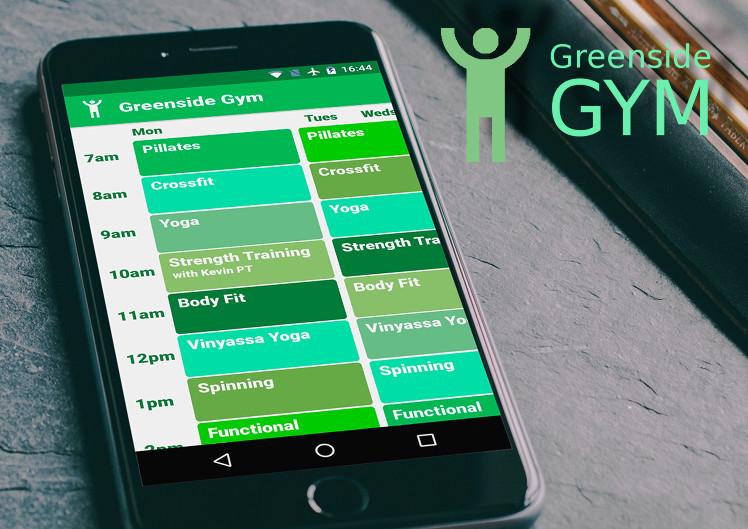 Greenside
GYM
16:44
Greenside Gym
Mon Tues Weds
7am Pillates Pillates
8am Crossfit Crossfit
9am Yoga Yoga
10am Strength Training Strength Tra
with Kevin PT
11am Body Fit Body Fit
12pm Vinyassa Yoga Vinyassa Yo
1pm Spinning Spinning
2pm Functional Functional